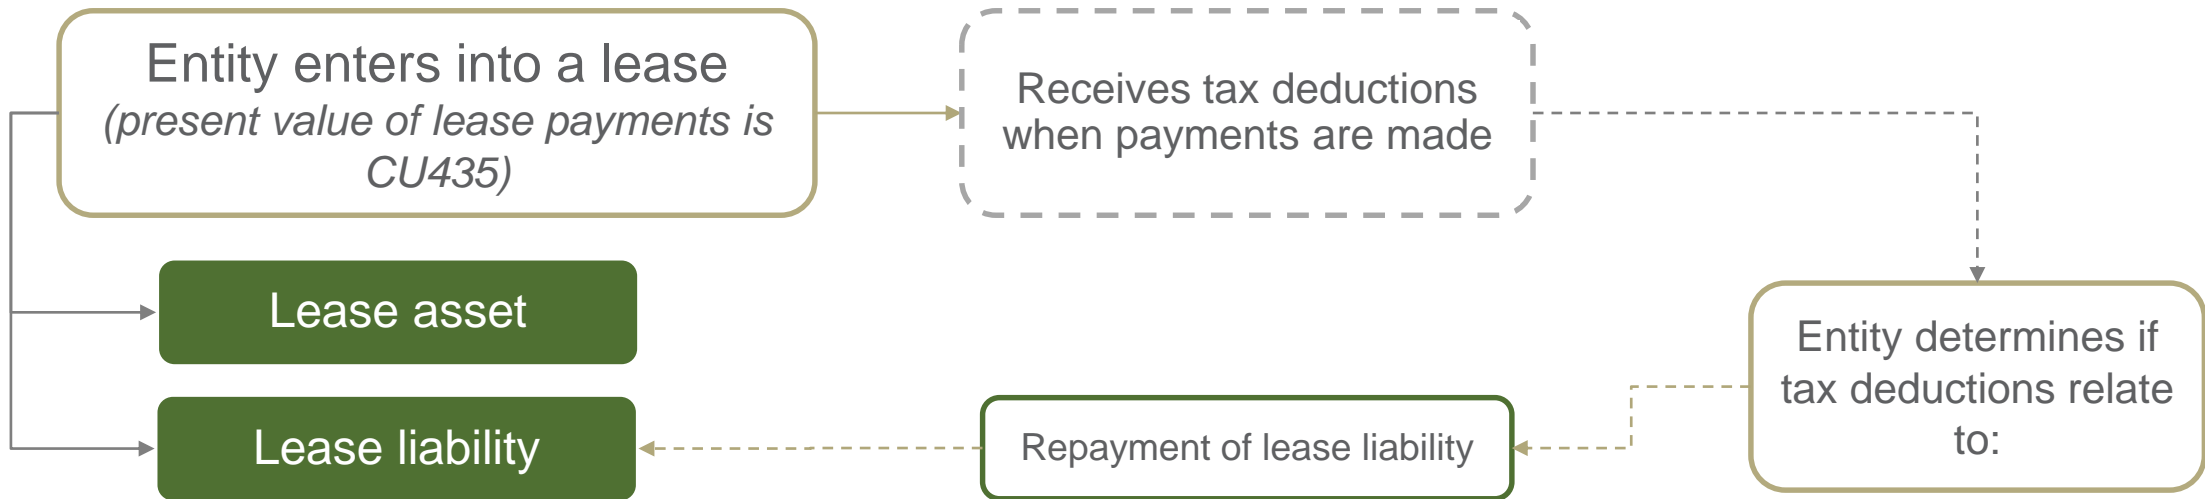 Entity enters into a lease
(present value of lease payments is
CU435)
Receives tax deductions
when payments are made
Lease asset
Lease liability
Repayment of lease liability
Entity determines if
tax deductions relate
to: